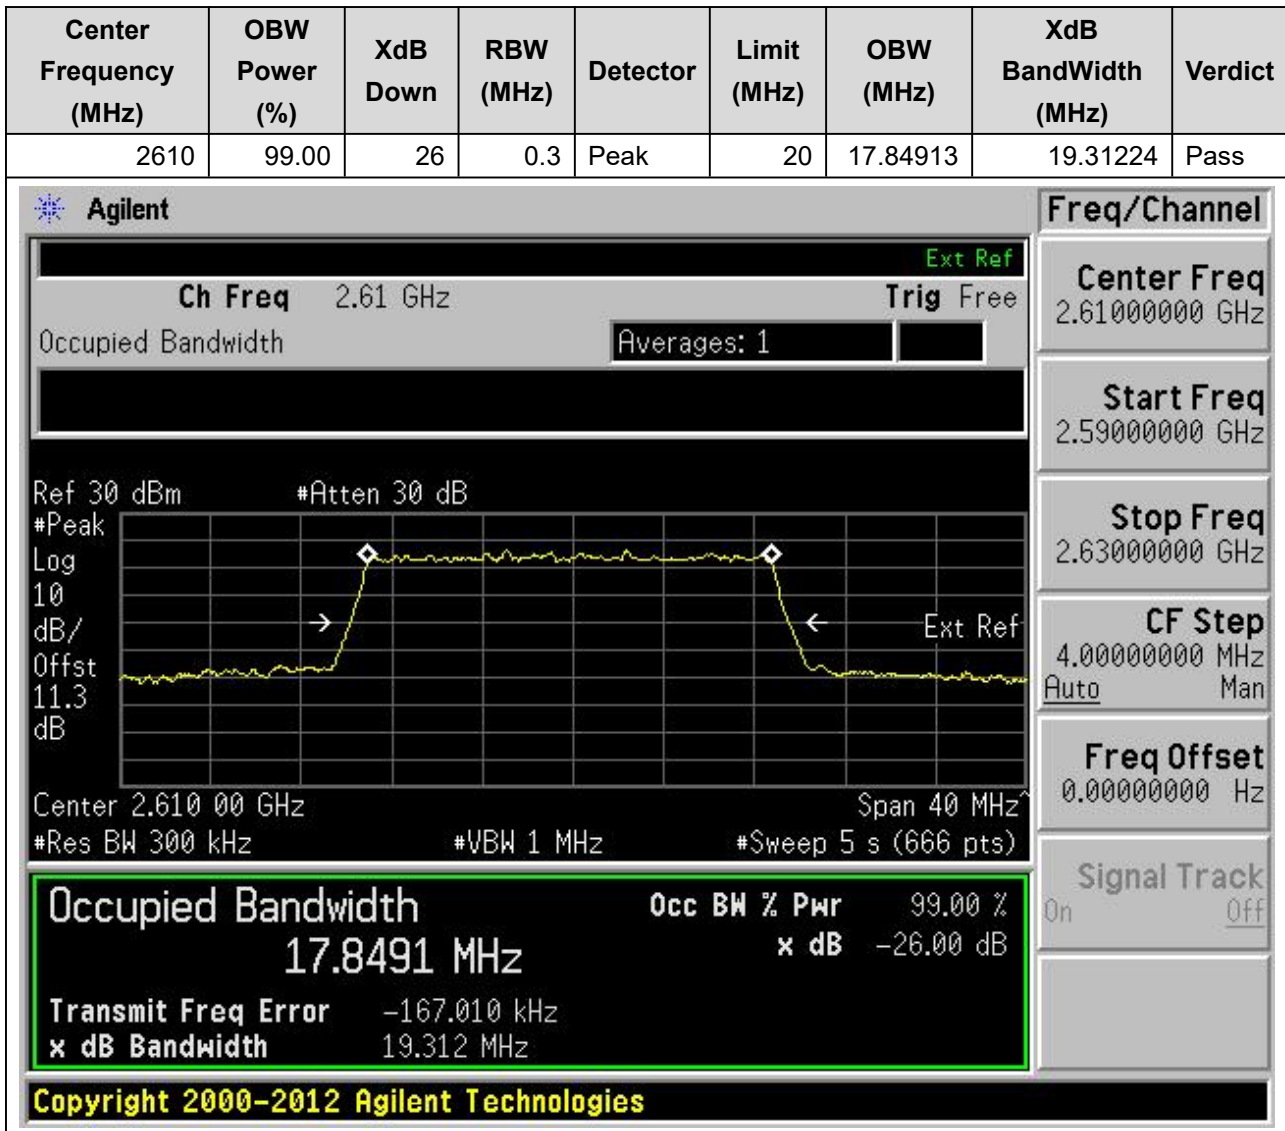 Center Frequency (MHz) OBW Power (%) XdB Down RBW (MHz) Detector Limit (MHz) OBW (MHz) XdB BandWidth (MHz) Verdict
2610 99.00 26 0.3 Peak 20 17.84913 19.31224 Pass
Agilent
Freq/Channel
Ext Ref
Ch Freq 2.61 GHz Trig Free
Occupied Bandwidth Averages: 1
Center Freq
2.61000000 GHz
Start Freq
2.59000000 GHz
Stop Freq
2.63000000 GHz
CF Step
4.00000000 MHz
Auto Man
Freq Offset
0.00000000 Hz
Signal Track
On Off
Ref 30 dBm #Atten 30 dB
#Peak
Log
10
dB/
Offst
11.3
dB
Ext Ref
Center 2.610 00 GHz Span 40 MHz^
#Res BW 300 kHz #VBW 1 MHz #Sweep 5 s (666 pts)
Occupied Bandwidth Occ BW % Pwr 99.00 %
17.8491 MHz x dB -26.00 dB
Transmit Freq Error -167.010 kHz
x dB Bandwidth 19.312 MHz
Copyright 2000-2012 Agilent Technologies